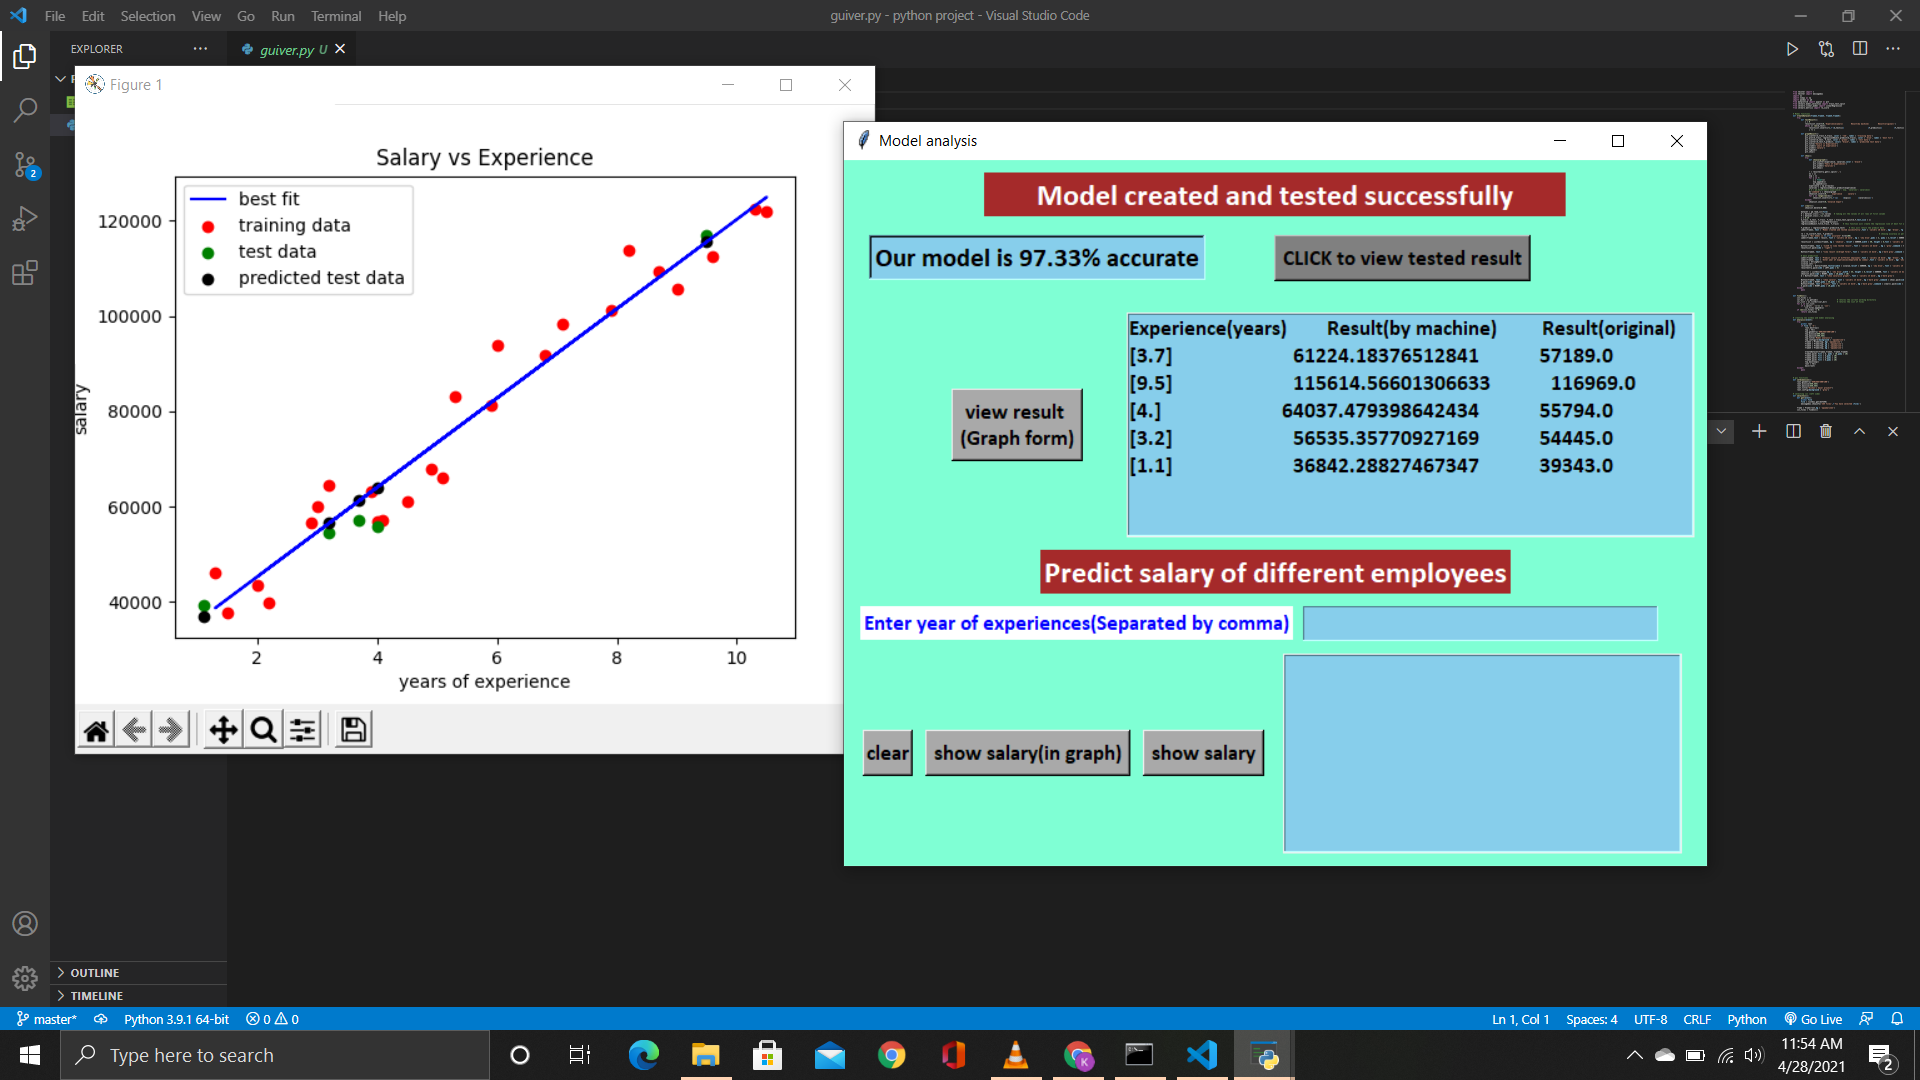 File Edit Selection View Go Run Terminal Help
guiver.py - python project - Visual Studio Code
EXPLORER
guiver.py U
Figure 1
Salary vs Experience
best fit
training data
test data
predicted test data
120000
100000
80000
60000
40000
salary
2 4 6 8 10
years of experience
Model analysis
Model created and tested successfully
Our model is 97.33% accurate
CLICK to view tested result
Experience(years) Result(by machine) Result(original)
[3.7] 61224.18376512841 57189.0
[9.5] 115614.56601306633 116969.0
[4.] 64037.479398642434 55794.0
[3.2] 56535.35770927169 54445.0
[1.1] 36842.28827467347 39343.0
view result
(Graph form)
Predict salary of different employees
Enter year of experiences(Separated by comma)
clear
show salary(in graph)
show salary
2
OUTLINE
TIMELINE
master*
Python 3.9.1 64-bit
0 0
Ln 1, Col 1
Spaces: 4
UTF-8
CRLF
Python
Go Live
Type here to search
K
11:54 AM
4/28/2021
2